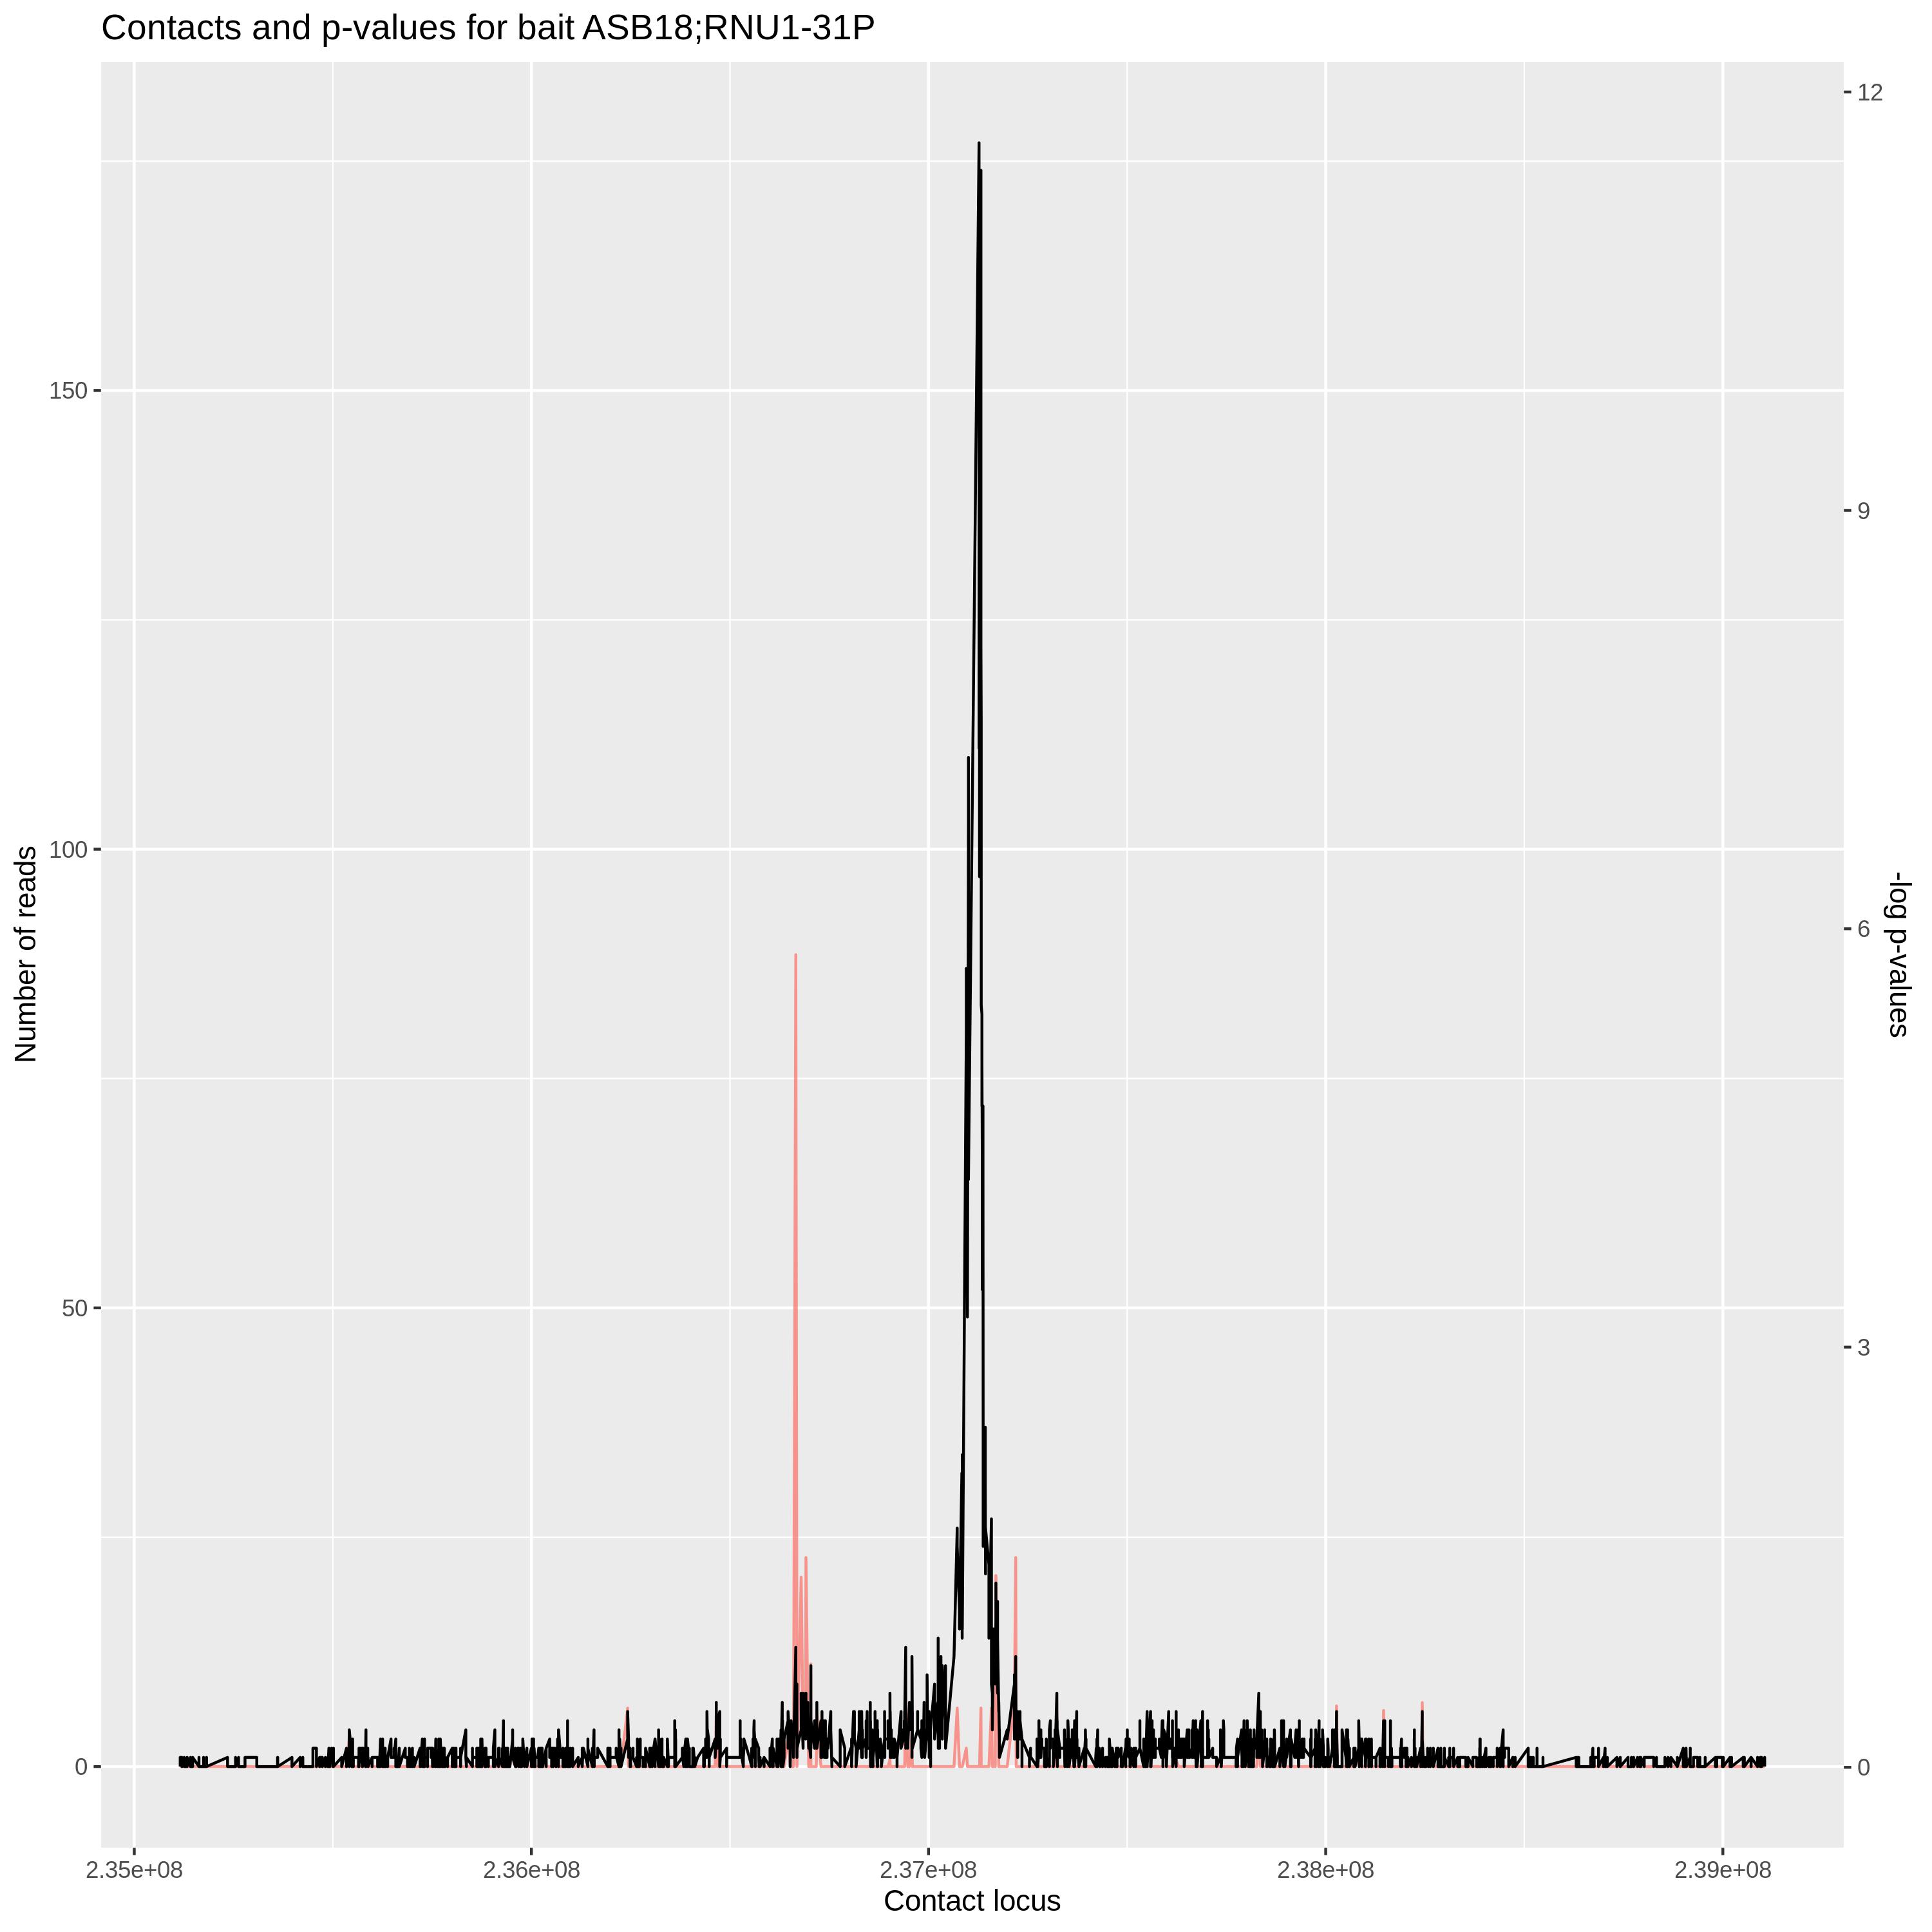 Contacts and p-values for bait ASB18;RNU1-31P
12
150
9
100
6
50
3
0
0
Number of reads
-log p-values
2.35e+08
2.36e+08
2.37e+08
2.38e+08
2.39e+08
Contact locus